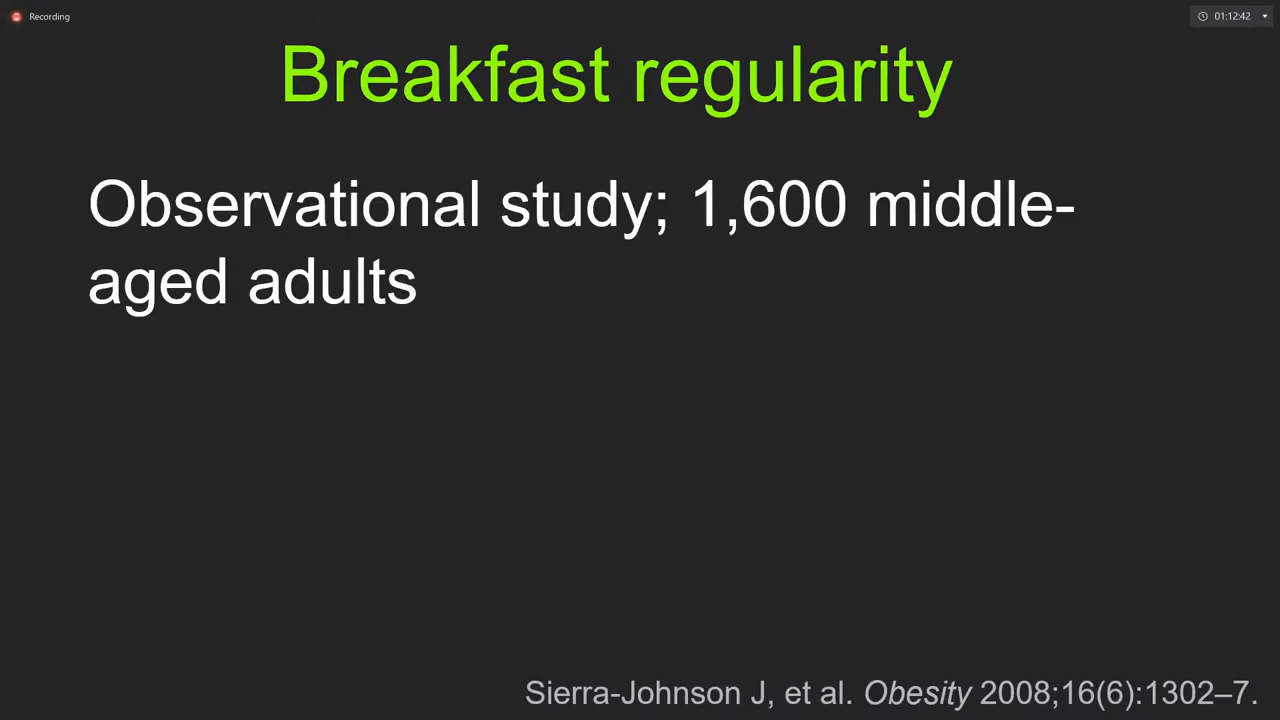 Recording
01:12:42
Breakfast regularity
Observational study; 1,600 middle-
aged adults
Sierra-Johnson J, et al. Obesity 2008;16(6):1302–7.